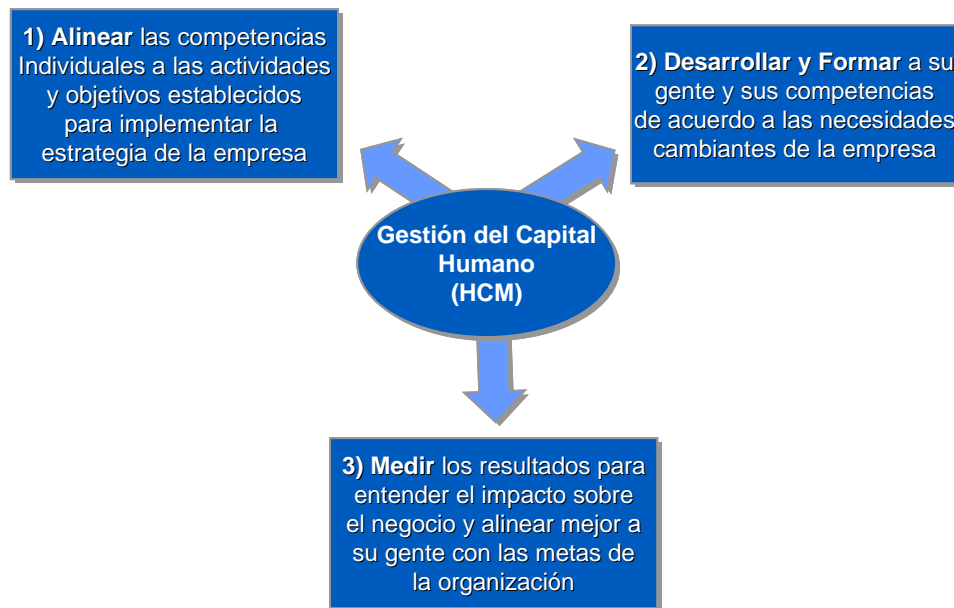 1) Alinear las competencias
Individuales a las actividades
y objetivos establecidos
para implementar la
estrategia de la empresa
2) Desarrollar y Formar a su
gente y sus competencias
de acuerdo a las necesidades
cambiantes de la empresa
Gestión del Capital
Humano
(HCM)
3) Medir los resultados para
entender el impacto sobre
el negocio y alinear mejor a
su gente con las metas de
la organización